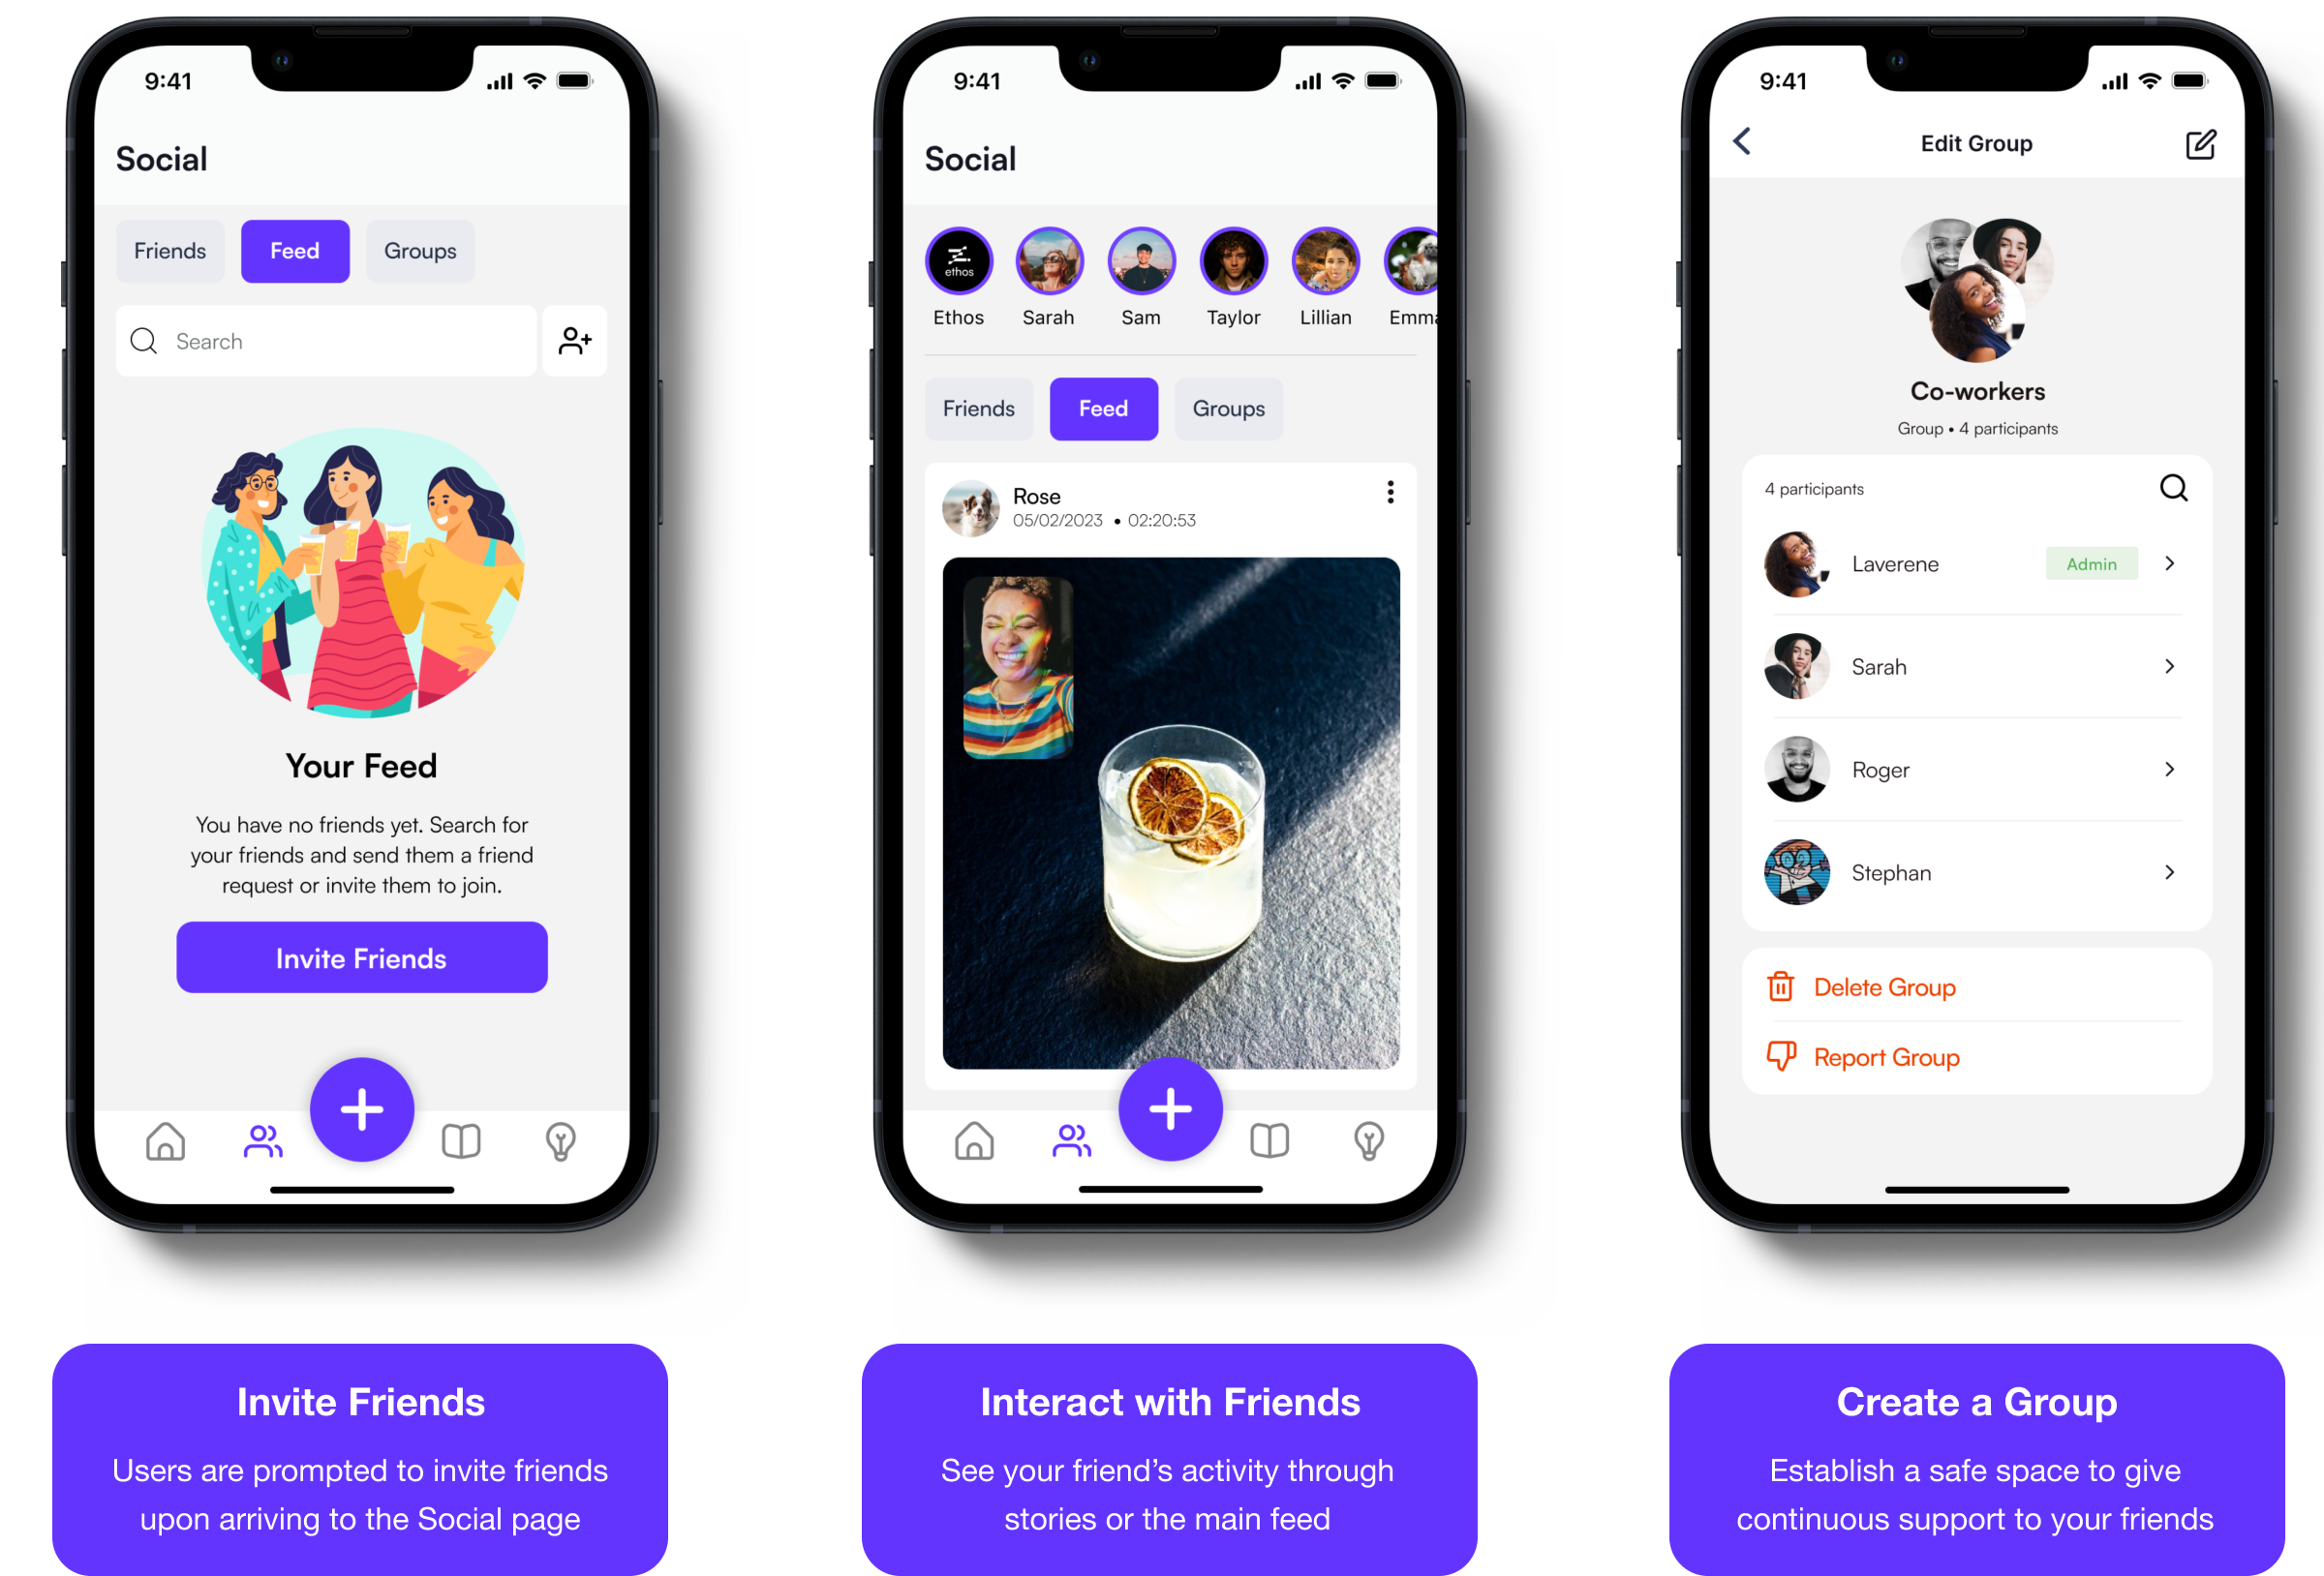 9:41
Social
Friends
Feed
Groups
Search
Your Feed
You have no friends yet. Search for
your friends and send them a friend
request or invite them to join.
Invite Friends
Invite Friends
Users are prompted to invite friends
upon arriving to the Social page
9:41
Social
ethos
Ethos
Sarah
Sam
Taylor
Lillian
Emma
Friends
Feed
Groups
Rose
05/02/2023 • 02:20:53
Interact with Friends
See your friend’s activity through
stories or the main feed
9:41
Edit Group
Co-workers
Group • 4 participants
4 participants
Laverene
Admin
Sarah
Roger
Stephan
Delete Group
Report Group
Create a Group
Establish a safe space to give
continuous support to your friends